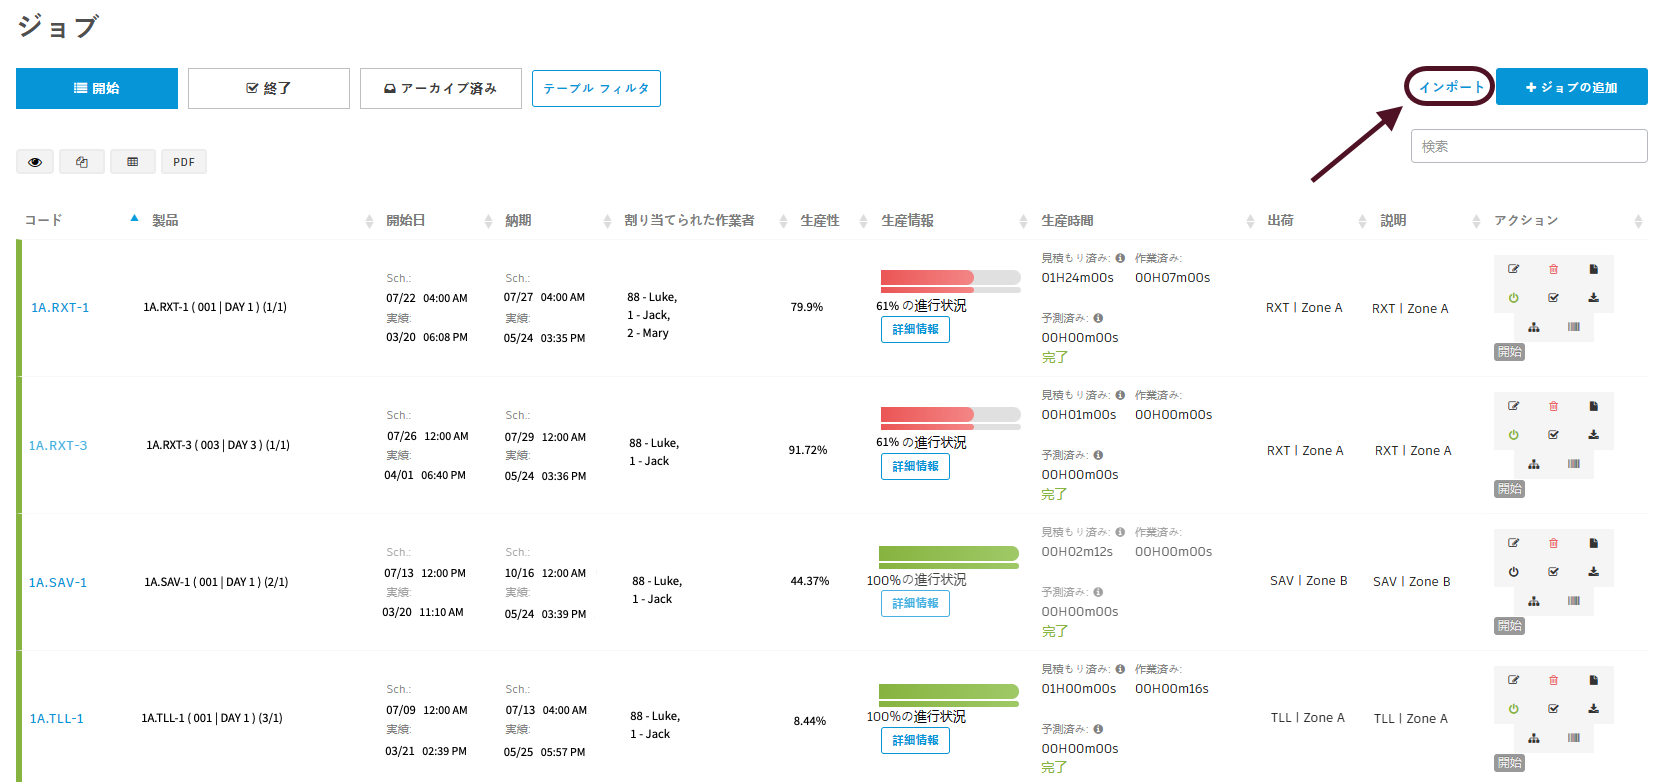 ジョブ
開始
終了
アーカイブ済み
テーブル フィルタ
インポート
ジョブの追加
検索
PDF
コード 製品 開始日 納期 割り当てられた作業者 生産性 生産情報 生産時間 出荷 説明 アクション
1A.RXT-1
1A.RXT-1 ( 001 | DAY 1 ) (1/1)
Sch.:
07/22 04:00 AM
実績:
03/20 06:08 PM
Sch.:
07/27 04:00 AM
実績:
05/24 03:35 PM
88 - Luke,
1 - Jack,
2 - Mary
79.9%
61% の進行状況
詳細情報
見積もり済み: 作業済み:
01H24m00s 00H07m00s
予測済み:
00H00m00s
完了
RXT | Zone A
RXT | Zone A
開始
1A.RXT-3
1A.RXT-3 ( 003 | DAY 3 ) (1/1)
Sch.:
07/26 12:00 AM
実績:
04/01 06:40 PM
Sch.:
07/29 12:00 AM
実績:
05/24 03:36 PM
88 - Luke,
1 - Jack
91.72%
61% の進行状況
詳細情報
見積もり済み: 作業済み:
00H01m00s 00H00m00s
予測済み:
00H00m00s
完了
RXT | Zone A
RXT | Zone A
開始
1A.SAV-1
1A.SAV-1 ( 001 | DAY 1 ) (2/1)
Sch.:
07/13 12:00 PM
実績:
03/20 11:10 AM
Sch.:
10/16 12:00 AM
実績:
05/24 03:39 PM
88 - Luke,
1 - Jack
44.37%
100%の進行状況
詳細情報
見積もり済み: 作業済み:
00H02m12s 00H00m00s
予測済み:
00H00m00s
完了
SAV | Zone B
SAV | Zone B
開始
1A.TLL-1
1A.TLL-1 ( 001 | DAY 1 ) (3/1)
Sch.:
07/09 12:00 AM
実績:
03/21 02:39 PM
Sch.:
07/13 04:00 AM
実績:
05/25 05:57 PM
88 - Luke,
1 - Jack
8.44%
100%の進行状況
詳細情報
見積もり済み: 作業済み:
01H00m00s 00H00m16s
予測済み:
00H00m00s
完了
TLL | Zone A
TLL | Zone A
開始